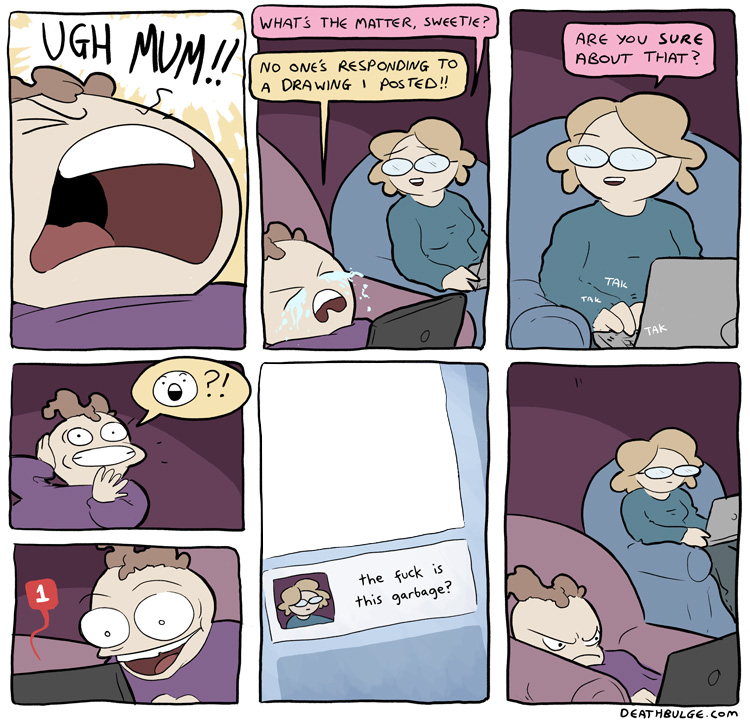 UGH MUM!!
WHAT'S THE MATTER, SWEETIE?
NO ONE'S RESPONDING TO
A DRAWING I POSTED!!
ARE YOU SURE
ABOUT THAT?
TAK
TAK
TAK
?!
1
the fuck is
this garbage?
DEATHBULGE.COM